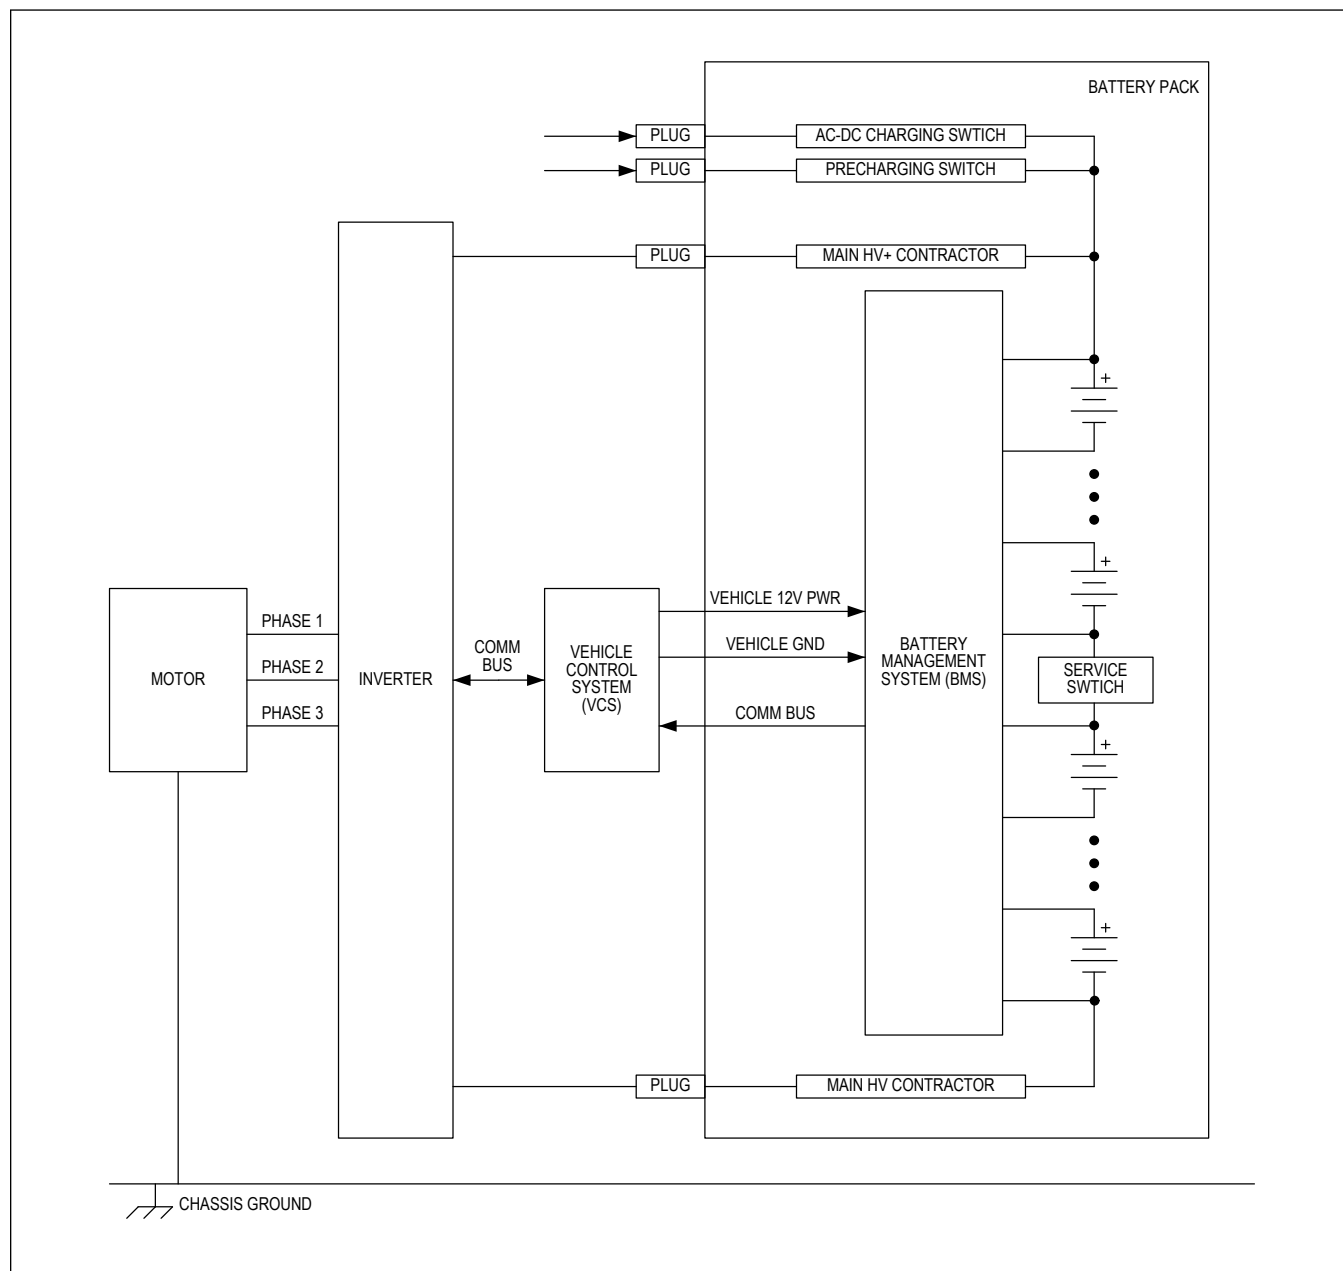 BATTERY PACK
PLUG
AC-DC CHARGING SWTICH
PLUG
PRECHARGING SWITCH
PLUG
MAIN HV+ CONTRACTOR
+
+
MOTOR
PHASE 1
PHASE 2
PHASE 3
INVERTER
COMM
BUS
VEHICLE
CONTROL
SYSTEM
(VCS)
VEHICLE 12V PWR
VEHICLE GND
COMM BUS
BATTERY
MANAGEMENT
SYSTEM (BMS)
SERVICE
SWTICH
+
+
PLUG
MAIN HV CONTRACTOR
CHASSIS GROUND